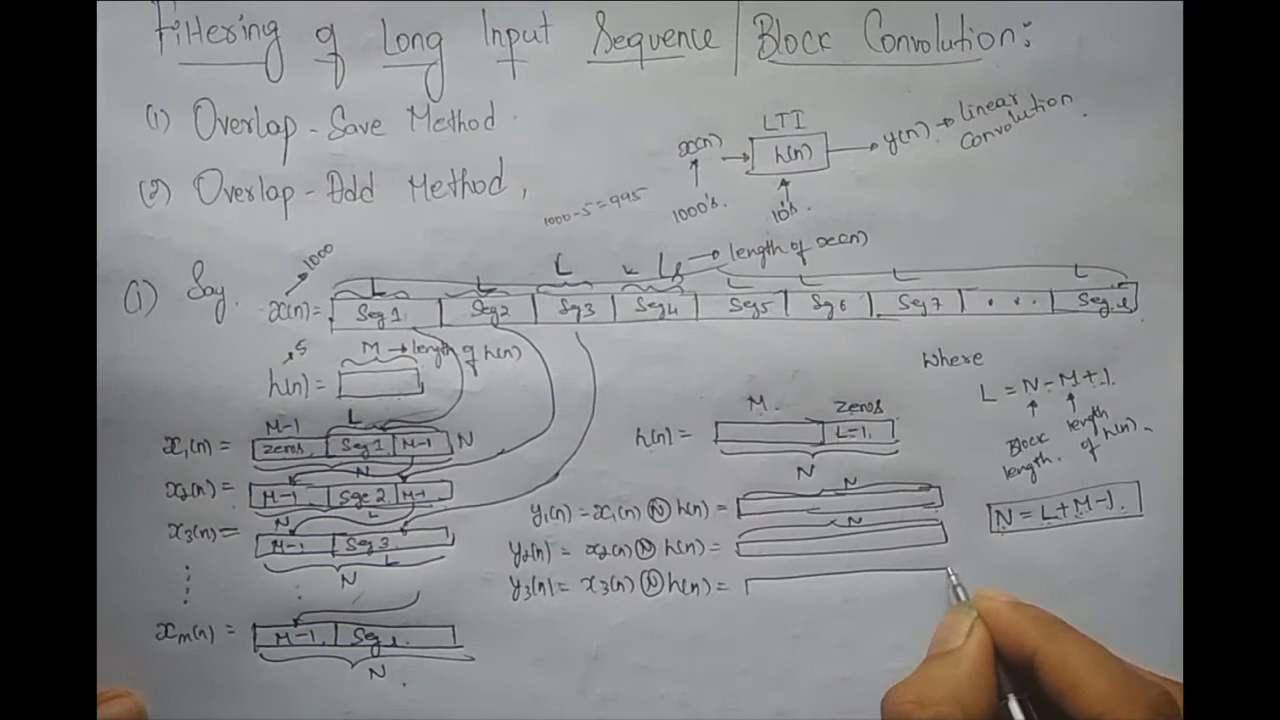 Filtering of Long Input Sequence / Block Convolution:
(1) Overlap-Save Method.
(2) Overlap-Add Method,
LTI
x(n) → h(n) → y(n) → linear convolution.
1000's.
10's.
1000-5=995
(1) Say.
1000
L L L L → length of x(n)
L L L L
x(n) = Seg 1 Seg 2 Seg 3 Seg 4 Seg 5 Seg 6 Seg 7 . . . Seg
5
M → length of h(n)
h(n) =
M-1 L
x1(n) = zeros Seg 1 M-1 N
N
x2(n) = M-1 Sge 2 M-1
N L
x3(n) = M-1 Seg 3
L
N
xm(n) = M-1 Seg
N
M. zeros
h(n) = L-1.
N
N
y1(n) = x1(n) Ⓝ h(n) =
N
y2(n) = x2(n) Ⓝ h(n) =
y3(n) = x3(n) Ⓝ h(n) =
Where
L = N-M+1.
Block length.
length of h(n).
N = L+M-1.